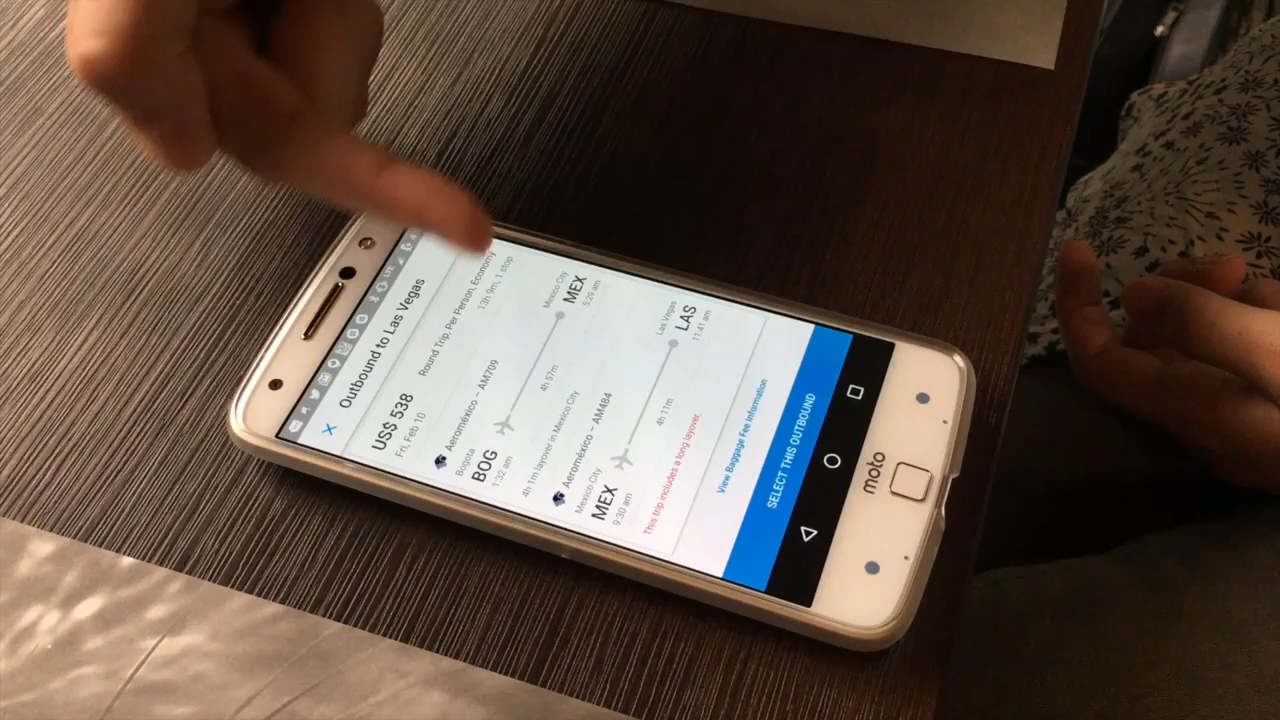 LTE
Outbound to Las Vegas
US$ 538
Round Trip, Per Person, Economy
Fri, Feb 10
13h 9m, 1 stop
Aeroméxico – AM709
Bogota
Mexico City
BOG
MEX
1:32 am
5:29 am
4h 57m
4h 1m layover in Mexico City
Aeroméxico – AM484
Mexico City
Las Vegas
MEX
LAS
9:30 am
11:41 am
4h 11m
This trip includes a long layover.
View Baggage Fee Information
SELECT THIS OUTBOUND
moto